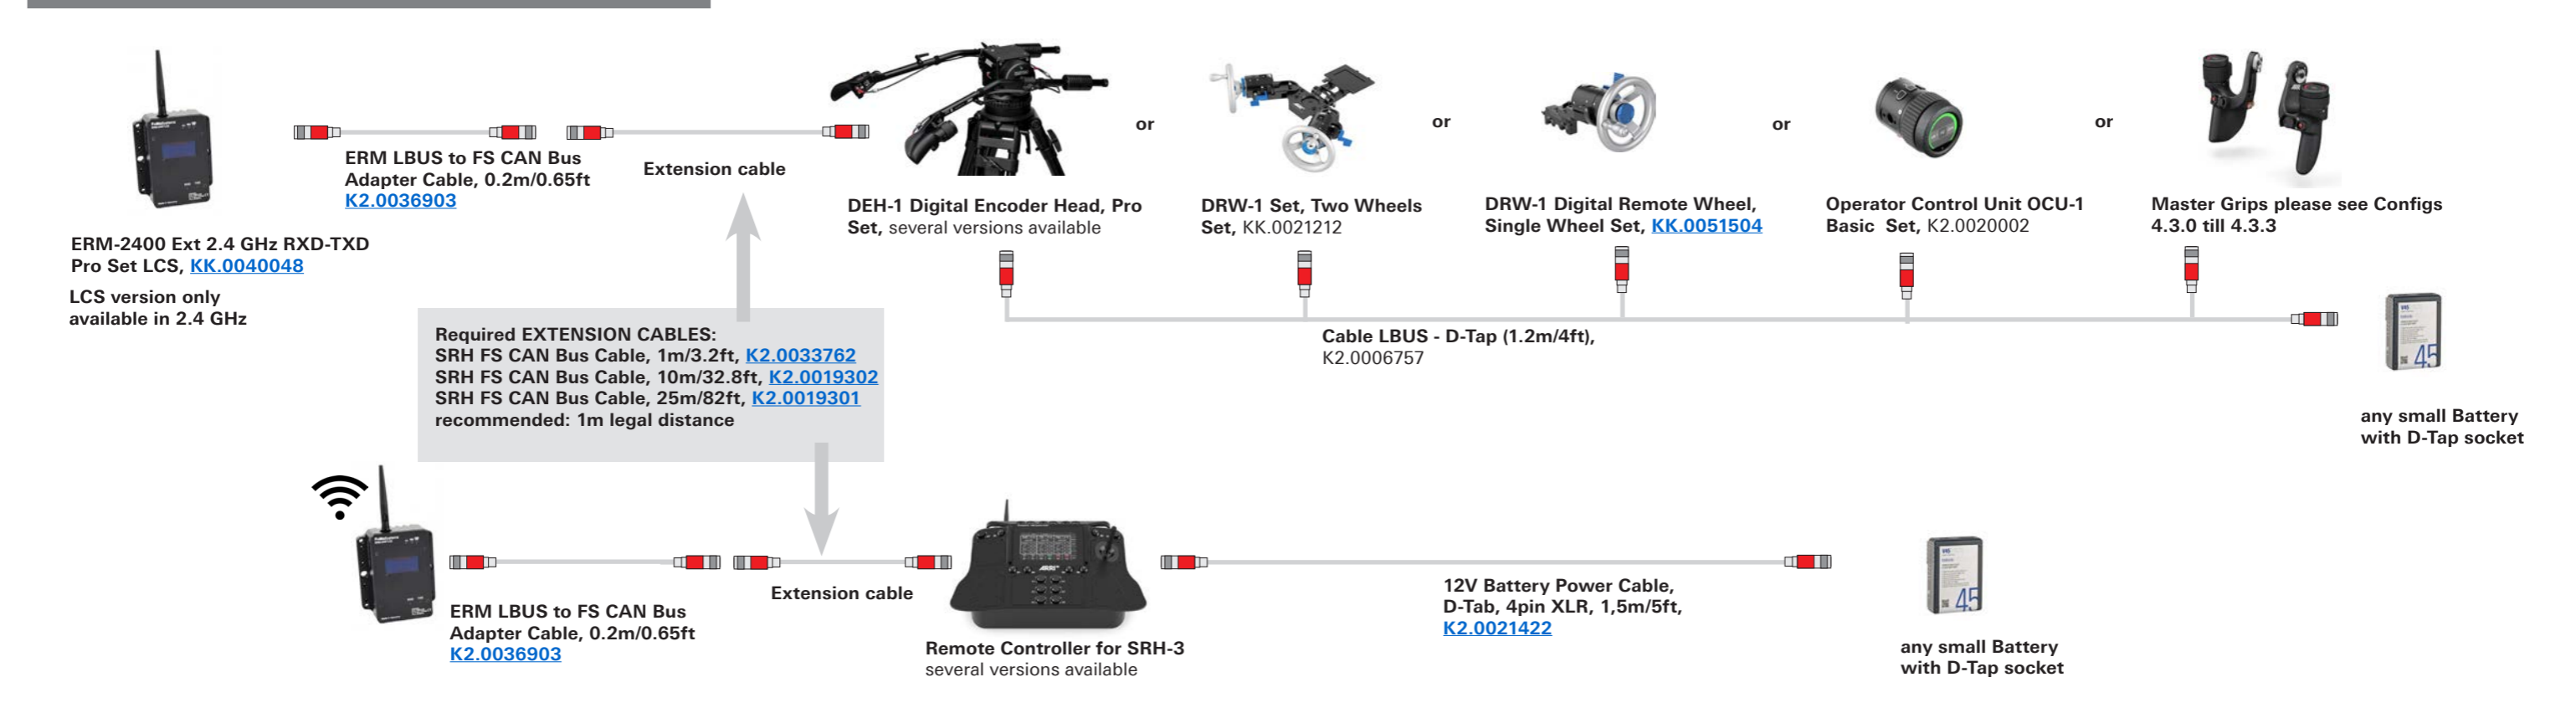 or
or
or
or
ERM LBUS to FS CAN Bus
Adapter Cable, 0.2m/0.65ft
K2.0036903
Extension cable
ERM-2400 Ext 2.4 GHz RXD-TXD
Pro Set LCS, KK.0040048
LCS version only
available in 2.4 GHz
DEH-1 Digital Encoder Head, Pro
Set, several versions available
DRW-1 Set, Two Wheels
Set, KK.0021212
DRW-1 Digital Remote Wheel,
Single Wheel Set, KK.0051504
Operator Control Unit OCU-1
Basic Set, K2.0020002
Master Grips please see Configs
4.3.0 till 4.3.3
Required EXTENSION CABLES:
SRH FS CAN Bus Cable, 1m/3.2ft, K2.0033762
SRH FS CAN Bus Cable, 10m/32.8ft, K2.0019302
SRH FS CAN Bus Cable, 25m/82ft, K2.0019301
recommended: 1m legal distance
Cable LBUS - D-Tap (1.2m/4ft),
K2.0006757
45
any small Battery
with D-Tap socket
ERM LBUS to FS CAN Bus
Adapter Cable, 0.2m/0.65ft
K2.0036903
Extension cable
ARRI
Remote Controller for SRH-3
several versions available
12V Battery Power Cable,
D-Tab, 4pin XLR, 1,5m/5ft,
K2.0021422
45
any small Battery
with D-Tap socket